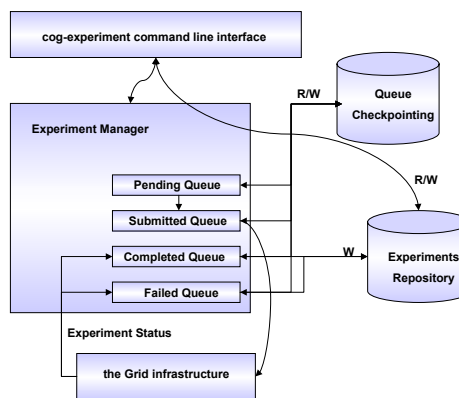 cog-experiment command line interface
R/W
Queue
Checkpointing
Experiment Manager
Pending Queue
R/W
Submitted Queue
Completed Queue
W
Experiments
Repository
Failed Queue
Experiment Status
the Grid infrastructure